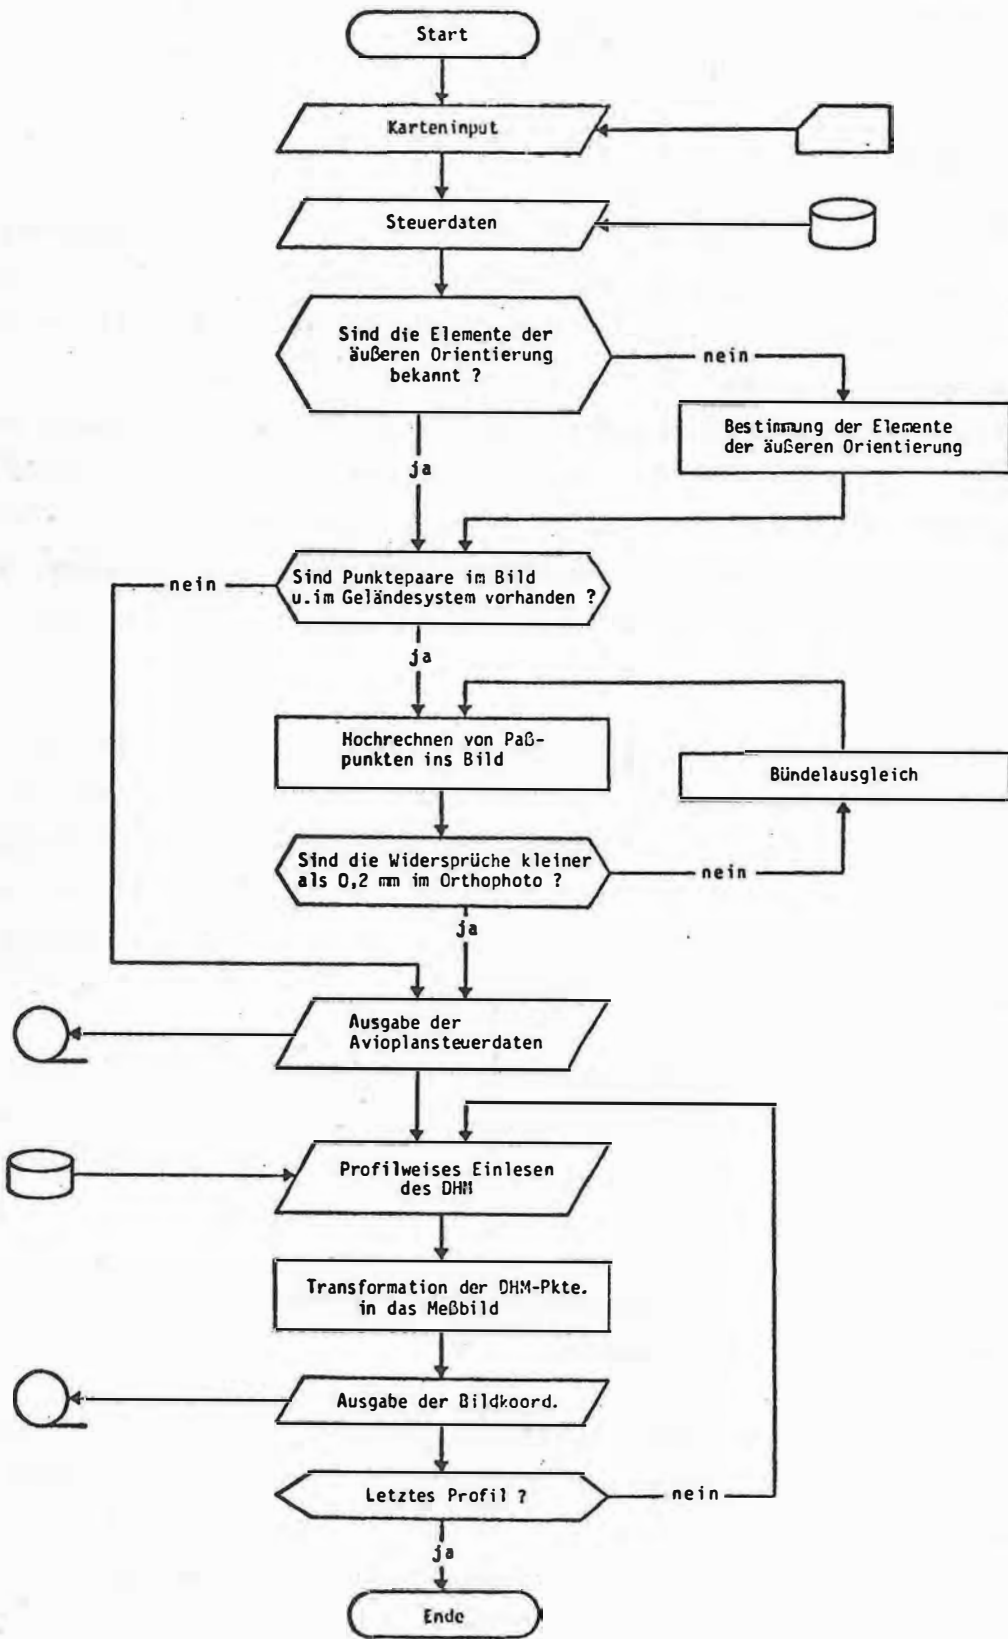 Start
Karteninput
Steuerdaten
Sind die Elemente der
äußeren Orientierung
bekannt ?
nein
Bestimmung der Elemente
der äußeren Orientierung
ja
Sind Punktepaare im Bild
u.im Geländesystem vorhanden ?
nein
ja
Hochrechnen von Paß-
punkten ins Bild
Bündelausgleich
Sind die Widersprüche kleiner
als 0,2 mm im Orthophoto ?
nein
ja
Ausgabe der
Avioplansteuerdaten
Profilweises Einlesen
des DHM
Transformation der DHM-Pkte.
in das Meßbild
Ausgabe der Bildkoord.
Letztes Profil ?
nein
ja
Ende